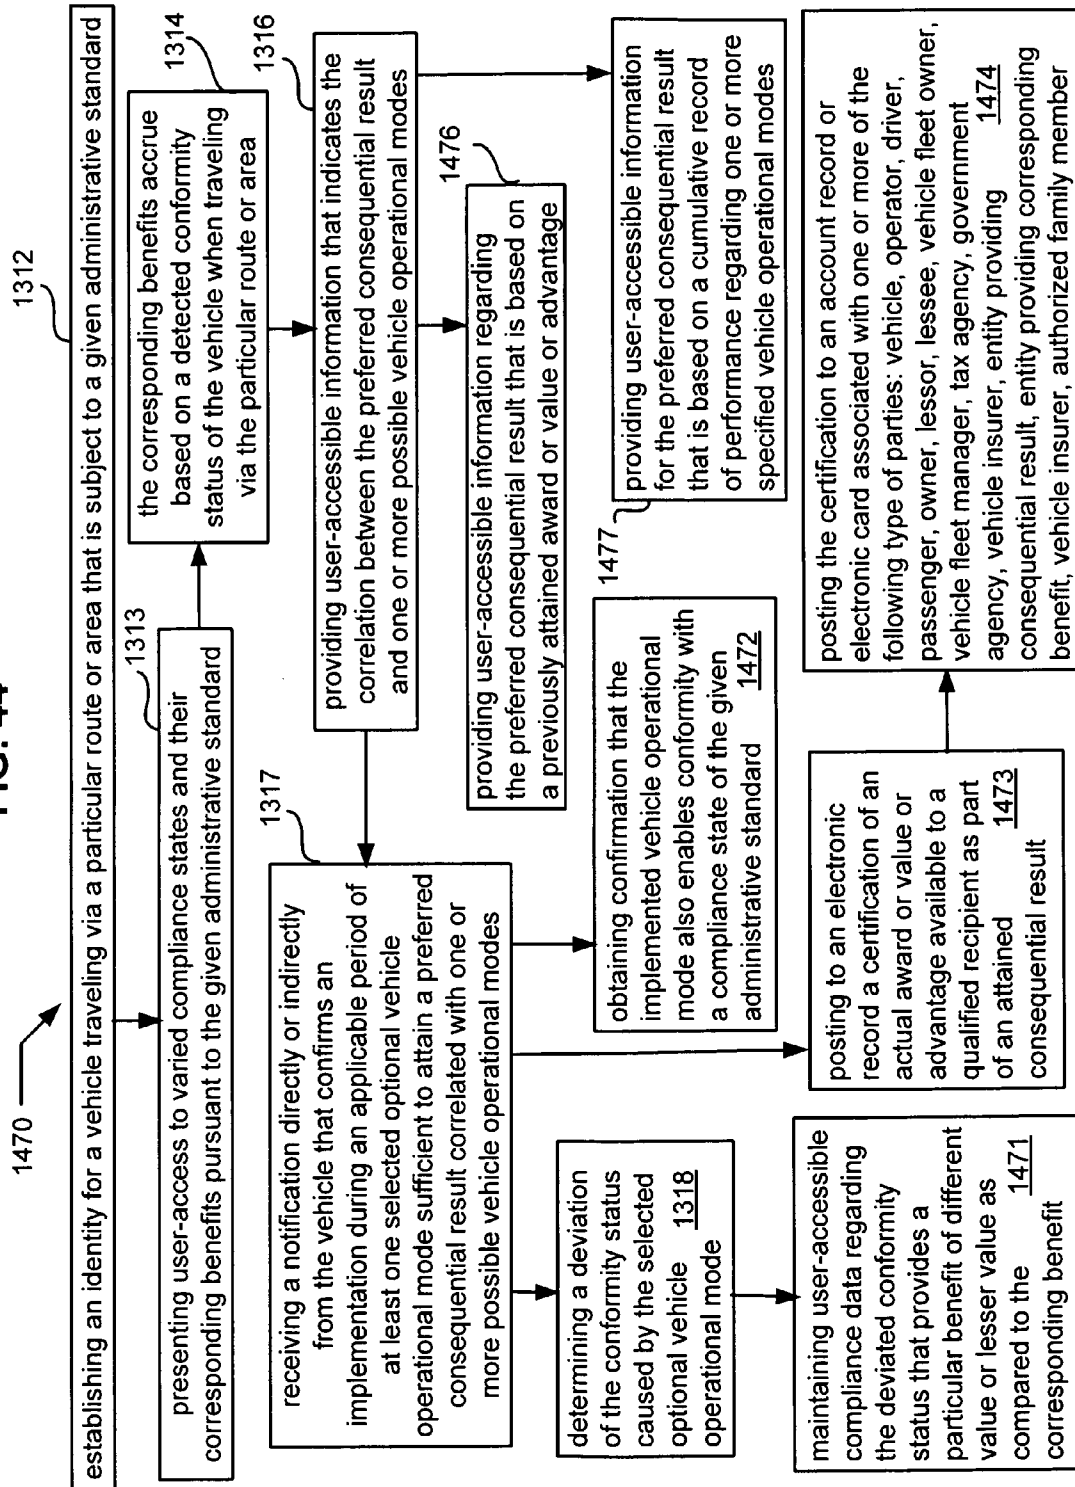 FIG. 44
1470
1312
establishing an identity for a vehicle traveling via a particular route or area that is subject to a given administrative standard
1313
presenting user-access to varied compliance states and their
corresponding benefits pursuant to the given administrative standard
1314
the corresponding benefits accrue
based on a detected conformity
status of the vehicle when traveling
via the particular route or area
1316
providing user-accessible information that indicates the
correlation between the preferred consequential result
and one or more possible vehicle operational modes
1317
receiving a notification directly or indirectly
from the vehicle that confirms an
implementation during an applicable period of
at least one selected optional vehicle
operational mode sufficient to attain a preferred
consequential result correlated with one or
more possible vehicle operational modes
1476
providing user-accessible information regarding
the preferred consequential result that is based on
a previously attained award or value or advantage
1477
providing user-accessible information
for the preferred consequential result
that is based on a cumulative record
of performance regarding one or more
specified vehicle operational modes
determining a deviation
of the conformity status
caused by the selected
optional vehicle 1318
operational mode
obtaining confirmation that the
implemented vehicle operational
mode also enables conformity with
a compliance state of the given
administrative standard 1472
maintaining user-accessible
compliance data regarding
the deviated conformity
status that provides a
particular benefit of different
value or lesser value as
compared to the 1471
corresponding benefit
posting to an electronic
record a certification of an
actual award or value or
advantage available to a
qualified recipient as part
of an attained 1473
consequential result
posting the certification to an account record or
electronic card associated with one or more of the
following type of parties: vehicle, operator, driver,
passenger, owner, lessor, lessee, vehicle fleet owner,
vehicle fleet manager, tax agency, government
agency, vehicle insurer, entity providing 1474
consequential result, entity providing corresponding
benefit, vehicle insurer, authorized family member